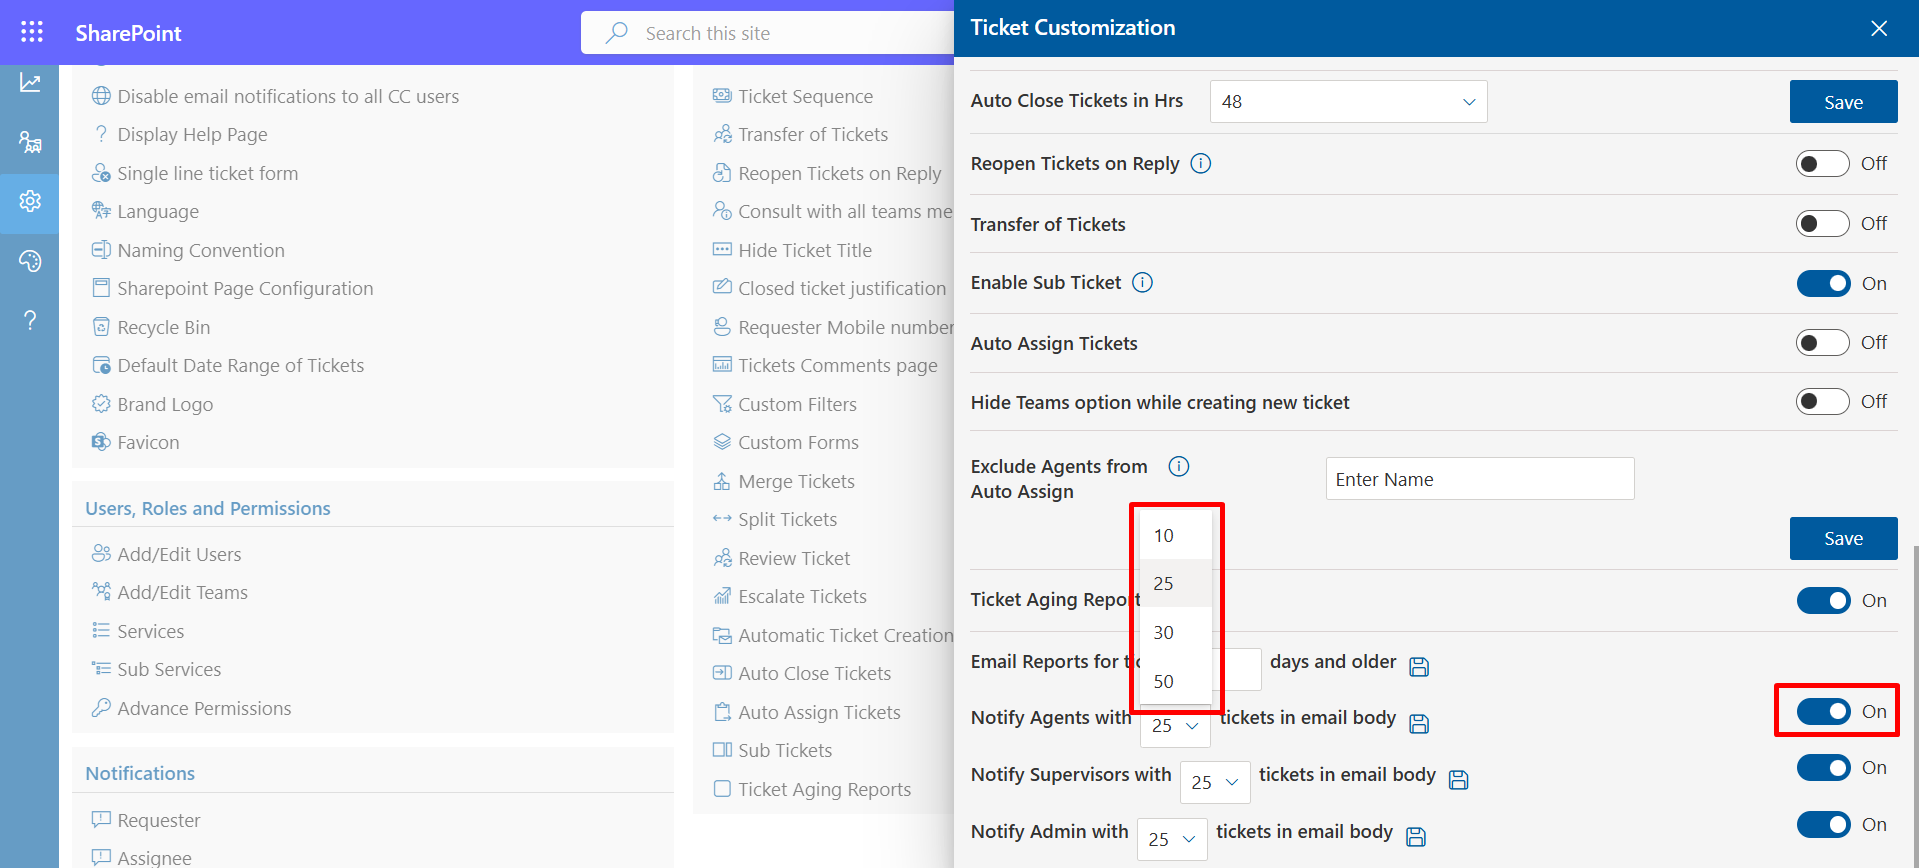 SharePoint
Search this site
Disable email notifications to all CC users
Display Help Page
Single line ticket form
Language
Naming Convention
Sharepoint Page Configuration
Recycle Bin
Default Date Range of Tickets
Brand Logo
Favicon
Users, Roles and Permissions
Add/Edit Users
Add/Edit Teams
Services
Sub Services
Advance Permissions
Notifications
Requester
Assignee
Ticket Sequence
Transfer of Tickets
Reopen Tickets on Reply
Consult with all teams me
Hide Ticket Title
Closed ticket justification
Requester Mobile number
Tickets Comments page
Custom Filters
Custom Forms
Merge Tickets
Split Tickets
Review Ticket
Escalate Tickets
Automatic Ticket Creation
Auto Close Tickets
Auto Assign Tickets
Sub Tickets
Ticket Aging Reports
Ticket Customization
Auto Close Tickets in Hrs 48 Save
Reopen Tickets on Reply Off
Transfer of Tickets Off
Enable Sub Ticket On
Auto Assign Tickets Off
Hide Teams option while creating new ticket Off
Exclude Agents from
Auto Assign
Enter Name
Save
10
25
30
50
Ticket Aging Report On
Email Reports for tic days and older
Notify Agents with 25 tickets in email body On
Notify Supervisors with 25 tickets in email body On
Notify Admin with 25 tickets in email body On